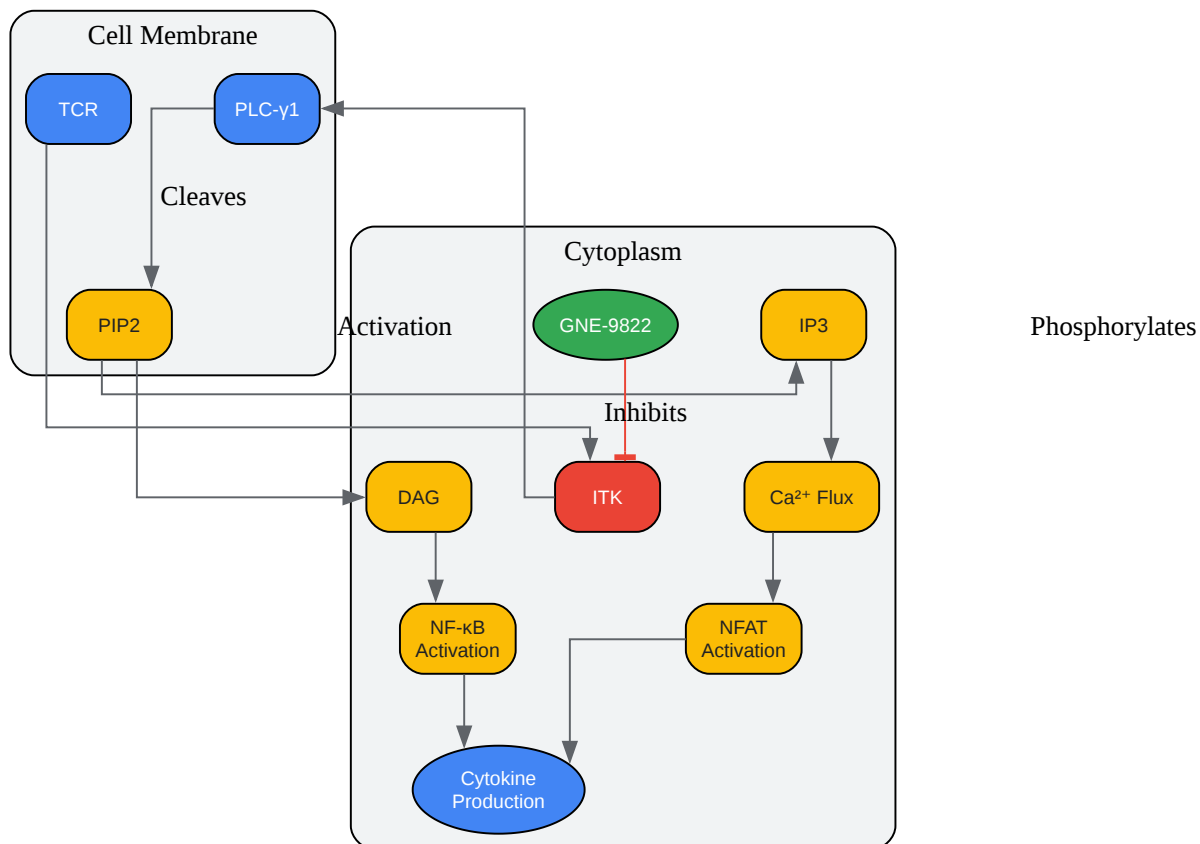 Cell Membrane
TCR
PLC-γ1
Cleaves
Cytoplasm
PIP2
Activation
GNE-9822
IP3
Phosphorylates
Inhibits
DAG
ITK
Ca²⁺ Flux
NF-κB
Activation
NFAT
Activation
Cytokine
Production